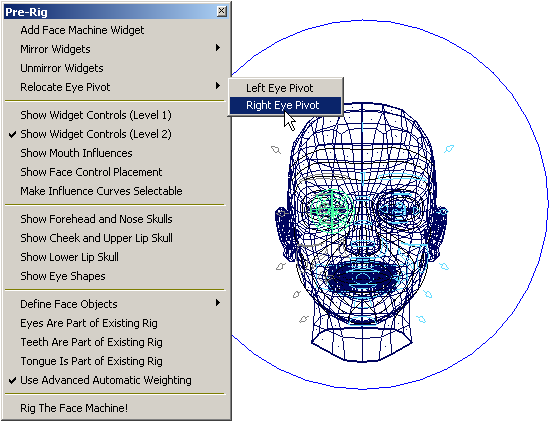 Pre-Rig
Add Face Machine Widget
Mirror Widgets
Unmirror Widgets
Relocate Eye Pivot
Left Eye Pivot
Right Eye Pivot
Show Widget Controls (Level 1)
Show Widget Controls (Level 2)
Show Mouth Influences
Show Face Control Placement
Make Influence Curves Selectable
Show Forehead and Nose Skulls
Show Cheek and Upper Lip Skull
Show Lower Lip Skull
Show Eye Shapes
Define Face Objects
Eyes Are Part of Existing Rig
Teeth Are Part of Existing Rig
Tongue Is Part of Existing Rig
Use Advanced Automatic Weighting
Rig The Face Machine!